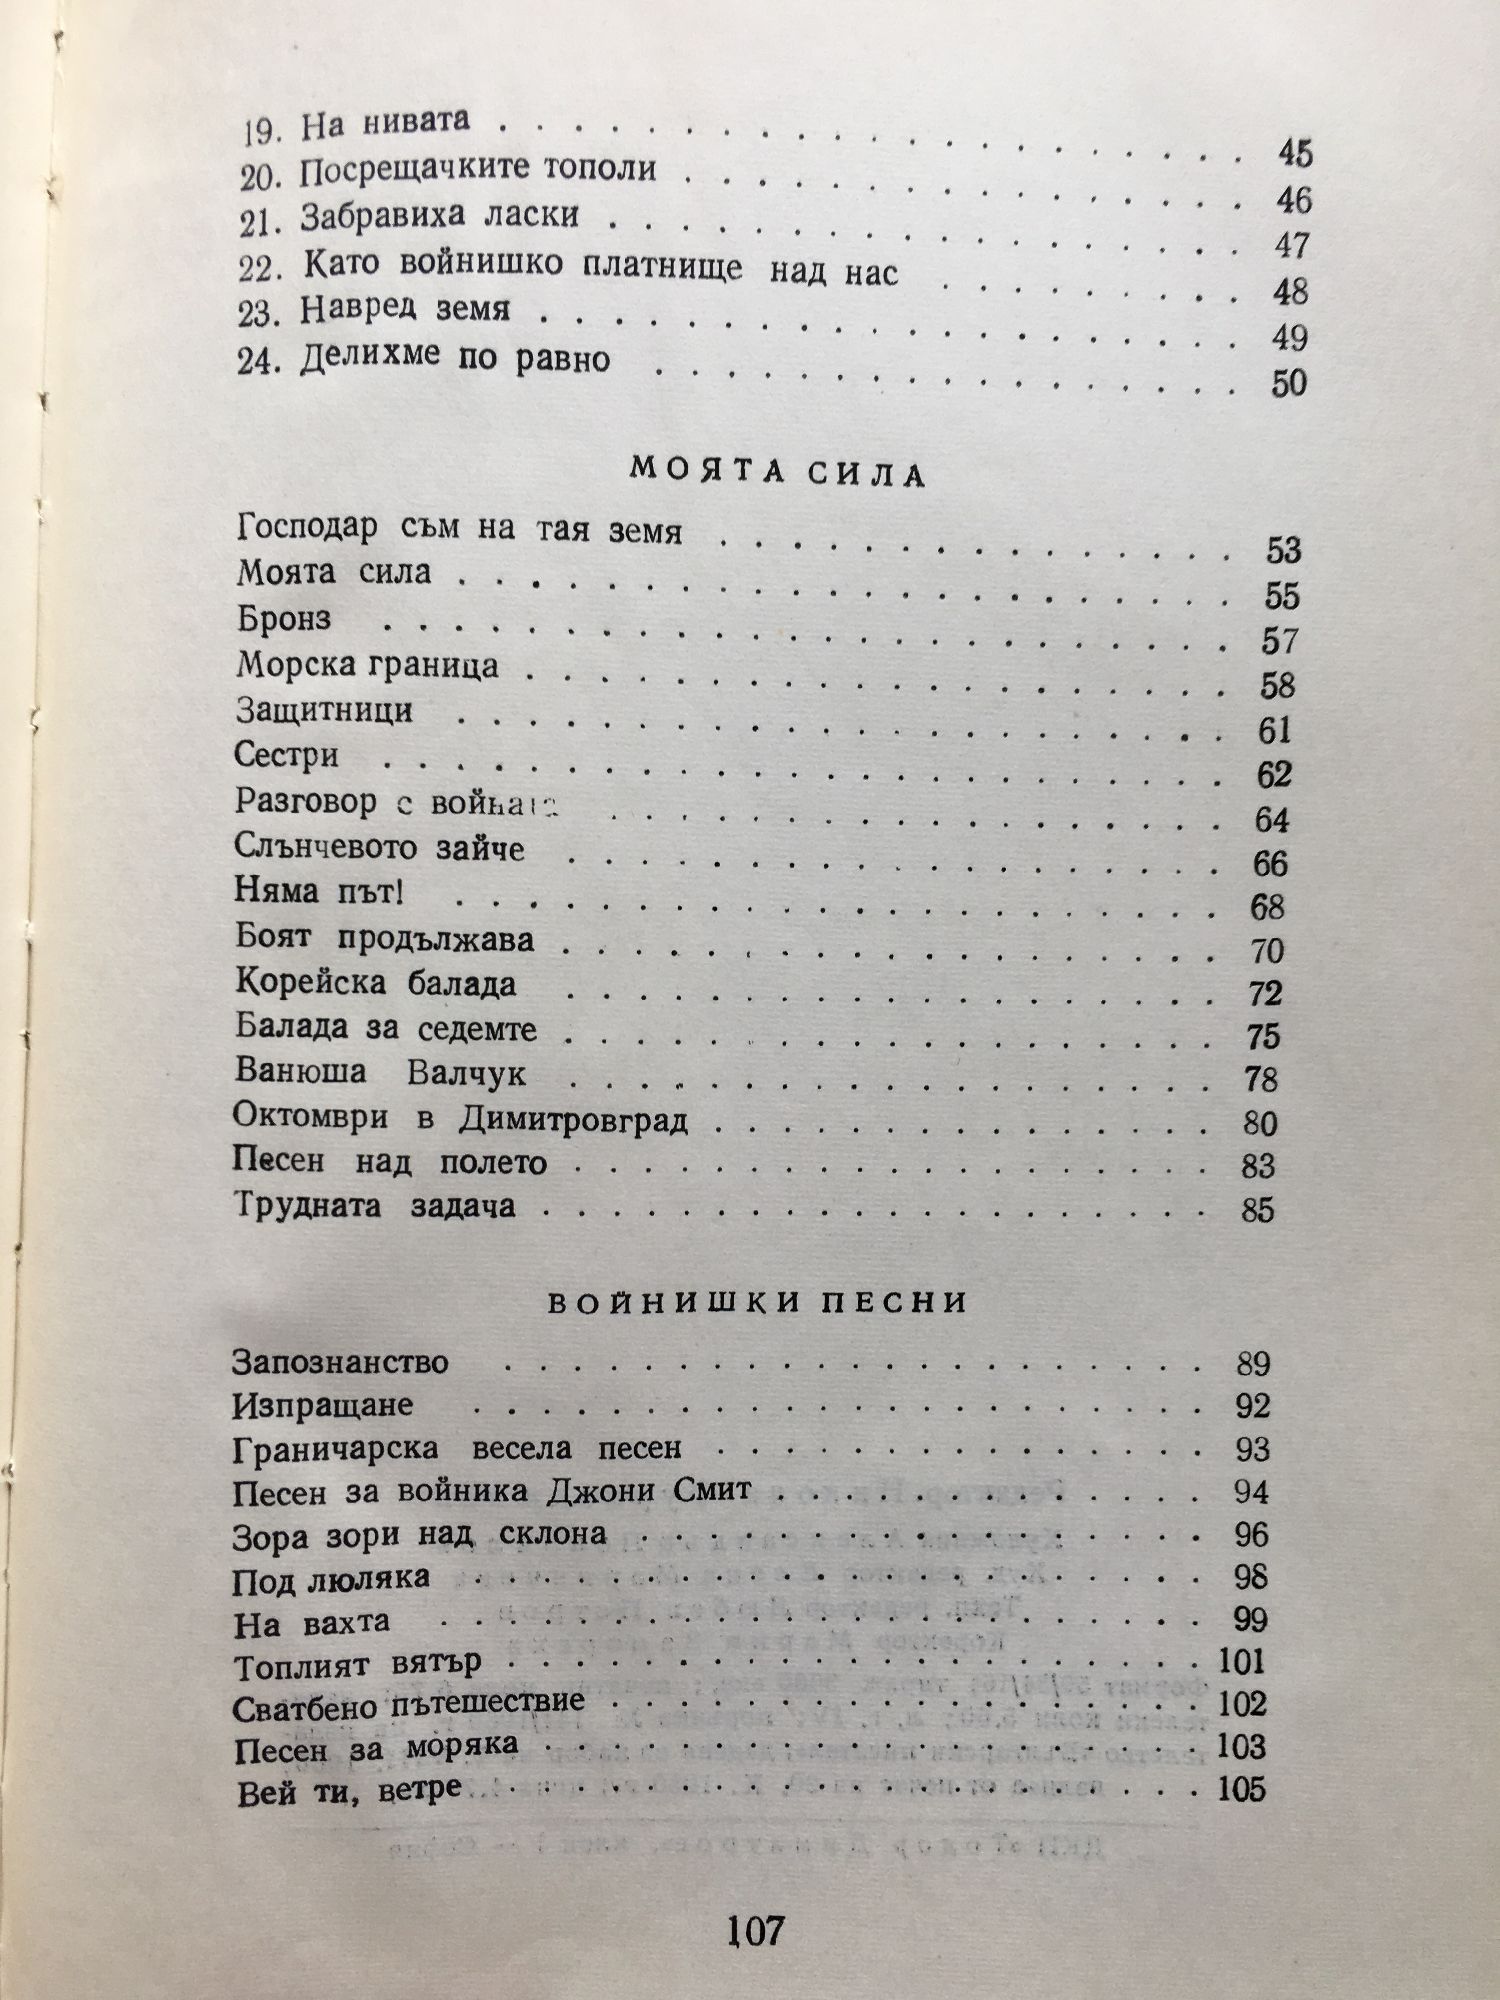 19. На нивата . . . . . . . . . . . . . . . . . . . . 45
20. Посрещачките тополи . . . . . . . . . . . . . . . 46
21. Забравиха ласки . . . . . . . . . . . . . . . . . 47
22. Като войнишко платнище над нас . . . . . . . . . 48
23. Навред земя . . . . . . . . . . . . . . . . . . . 49
24. Делихме по равно . . . . . . . . . . . . . . . . 50
МОЯТА СИЛА
Господар съм на тая земя . . . . . . . . . . . . . . 53
Моята сила . . . . . . . . . . . . . . . . . . . . . 55
Бронз . . . . . . . . . . . . . . . . . . . . . . . 57
Морска граница . . . . . . . . . . . . . . . . . . . 58
Защитници . . . . . . . . . . . . . . . . . . . . . 61
Сестри . . . . . . . . . . . . . . . . . . . . . . . 62
Разговор с войната . . . . . . . . . . . . . . . . . 64
Слънчевото зайче . . . . . . . . . . . . . . . . . . 66
Няма път! . . . . . . . . . . . . . . . . . . . . . 68
Боят продължава . . . . . . . . . . . . . . . . . . 70
Корейска балада . . . . . . . . . . . . . . . . . . 72
Балада за седемте . . . . . . . . . . . . . . . . . 75
Ванюша Валчук . . . . . . . . . . . . . . . . . . . 78
Октомври в Димитровград . . . . . . . . . . . . . . 80
Песен над полето . . . . . . . . . . . . . . . . . . 83
Трудната задача . . . . . . . . . . . . . . . . . . 85
ВОЙНИШКИ ПЕСНИ
Запознанство . . . . . . . . . . . . . . . . . . . . 89
Изпращане . . . . . . . . . . . . . . . . . . . . . 92
Граничарска весела песен . . . . . . . . . . . . . . 93
Песен за войника Джони Смит . . . . . . . . . . . . 94
Зора зори над склона . . . . . . . . . . . . . . . . 96
Под люляка . . . . . . . . . . . . . . . . . . . . . 98
На вахта . . . . . . . . . . . . . . . . . . . . . . 99
Топлият вятър . . . . . . . . . . . . . . . . . . . 101
Сватбено пътешествие . . . . . . . . . . . . . . . . 102
Песен за моряка . . . . . . . . . . . . . . . . . . 103
Вей ти, ветре . . . . . . . . . . . . . . . . . . . 105
107